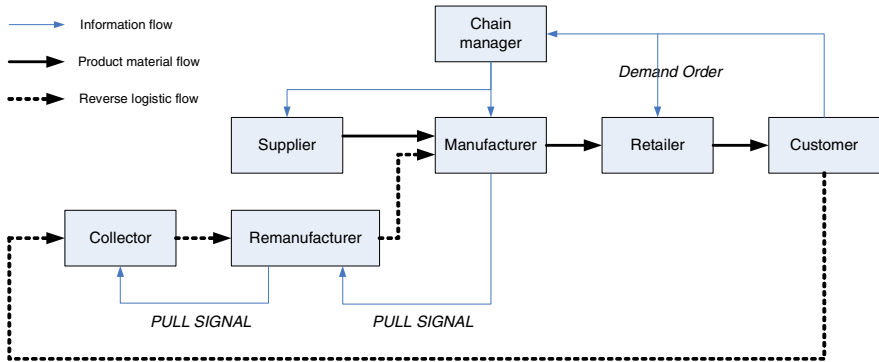 Information flow
Product material flow
Reverse logistic flow
Chain
manager
Demand Order
Supplier
Manufacturer
Retailer
Customer
Collector
Remanufacturer
PULL SIGNAL
PULL SIGNAL